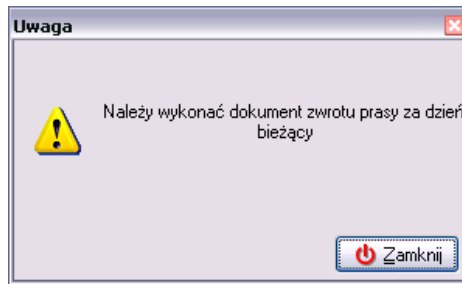 Uwaga
Należy wykonać dokument zwrotu prasy za dzień
bieżący
Zamknij